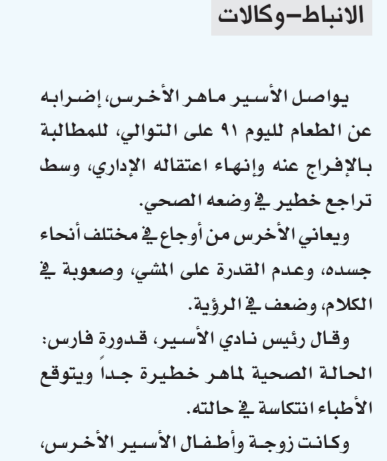 الانباط-وكالات
يواصل الأسير ماهر الأخرس، إضرابه
عن الطعام لليوم ٩١ على التوالي، للمطالبة
بالإفراج عنه وإنهاء اعتقاله الإداري، وسط
تراجع خطير في وضعه الصحي.
ويعاني الأخرس من أوجاع في مختلف أنحاء
جسده، وعدم القدرة على المشي، وصعوبة في
الكلام، وضعف في الرؤية.
وقال رئيس نادي الأسير، قدورة فارس:
الحالة الصحية لماهر خطيرة جداً ويتوقع
الأطباء انتكاسة في حالته.
وكانت زوجة وأطفال الأسير الأخرس،